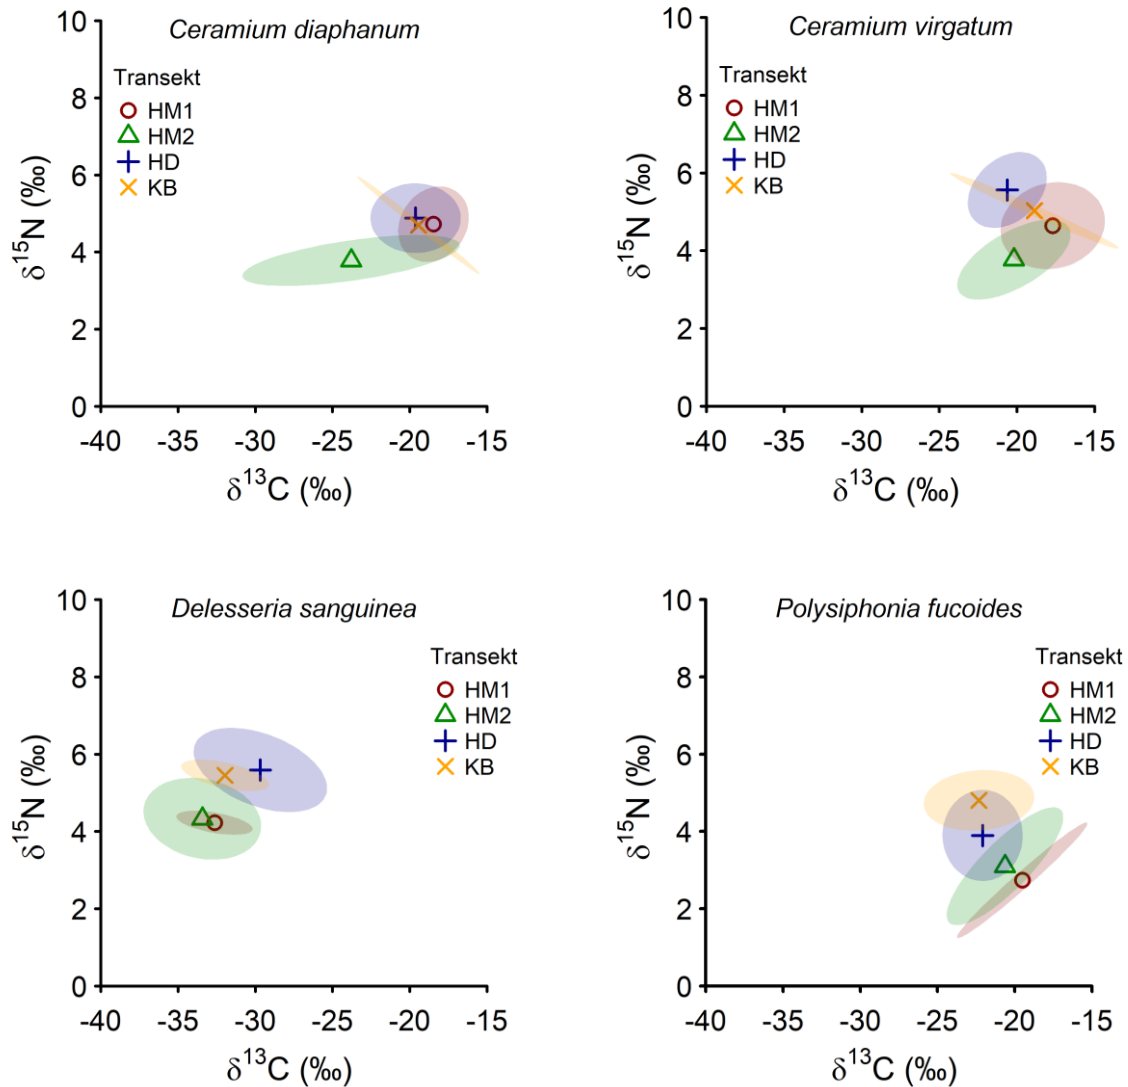 Ceramium diaphanum
Transekt
HM1
HM2
HD
KB
10
8
6
4
2
0
δ15N (‰)
-40 -35 -30 -25 -20 -15
δ13C (‰)
Ceramium virgatum
Transekt
HM1
HM2
HD
KB
10
8
6
4
2
0
δ15N (‰)
-40 -35 -30 -25 -20 -15
δ13C (‰)
Delesseria sanguinea
Transekt
HM1
HM2
HD
KB
10
8
6
4
2
0
δ15N (‰)
-40 -35 -30 -25 -20 -15
δ13C (‰)
Polysiphonia fucoides
Transekt
HM1
HM2
HD
KB
10
8
6
4
2
0
δ15N (‰)
-40 -35 -30 -25 -20 -15
δ13C (‰)